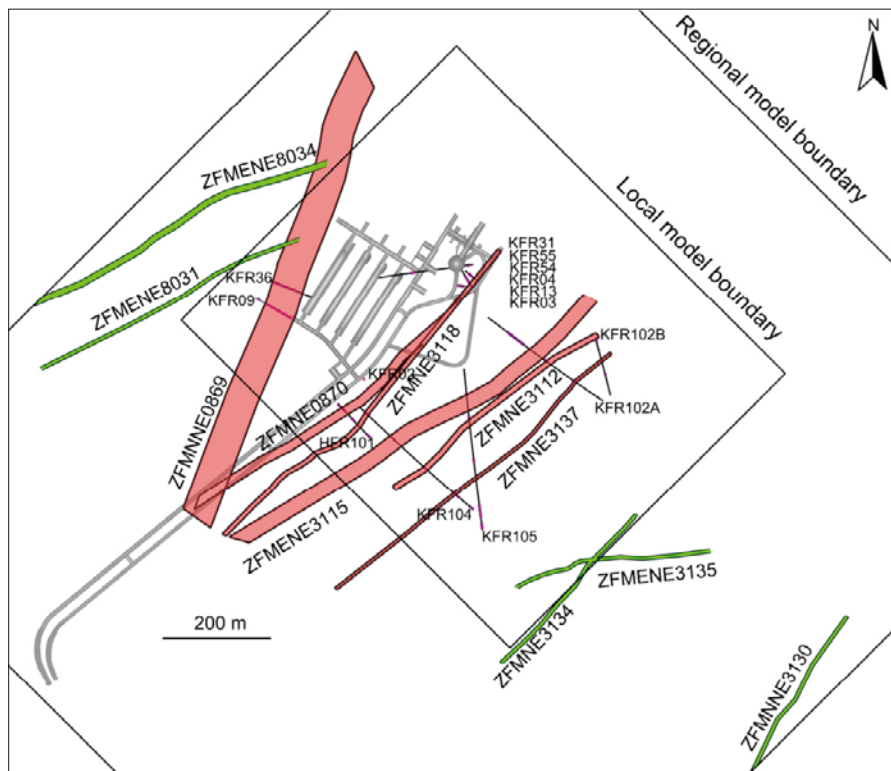 N
Regional model boundary
Local model boundary
ZFMENE8034
ZFMENE8031
KFR36
KFR09
KFR31
KFR55
KFR54
KFR04
KFR13
KFR03
KFR02
ZFMNE3118
ZFMNE0870
ZFMNNE0869
HFR101
ZFMENE3115
ZFMNE3112
ZFMNE3137
KFR102B
KFR102A
KFR104
KFR105
ZFMENE3135
ZFMNE3134
ZFMNNE3130
200 m